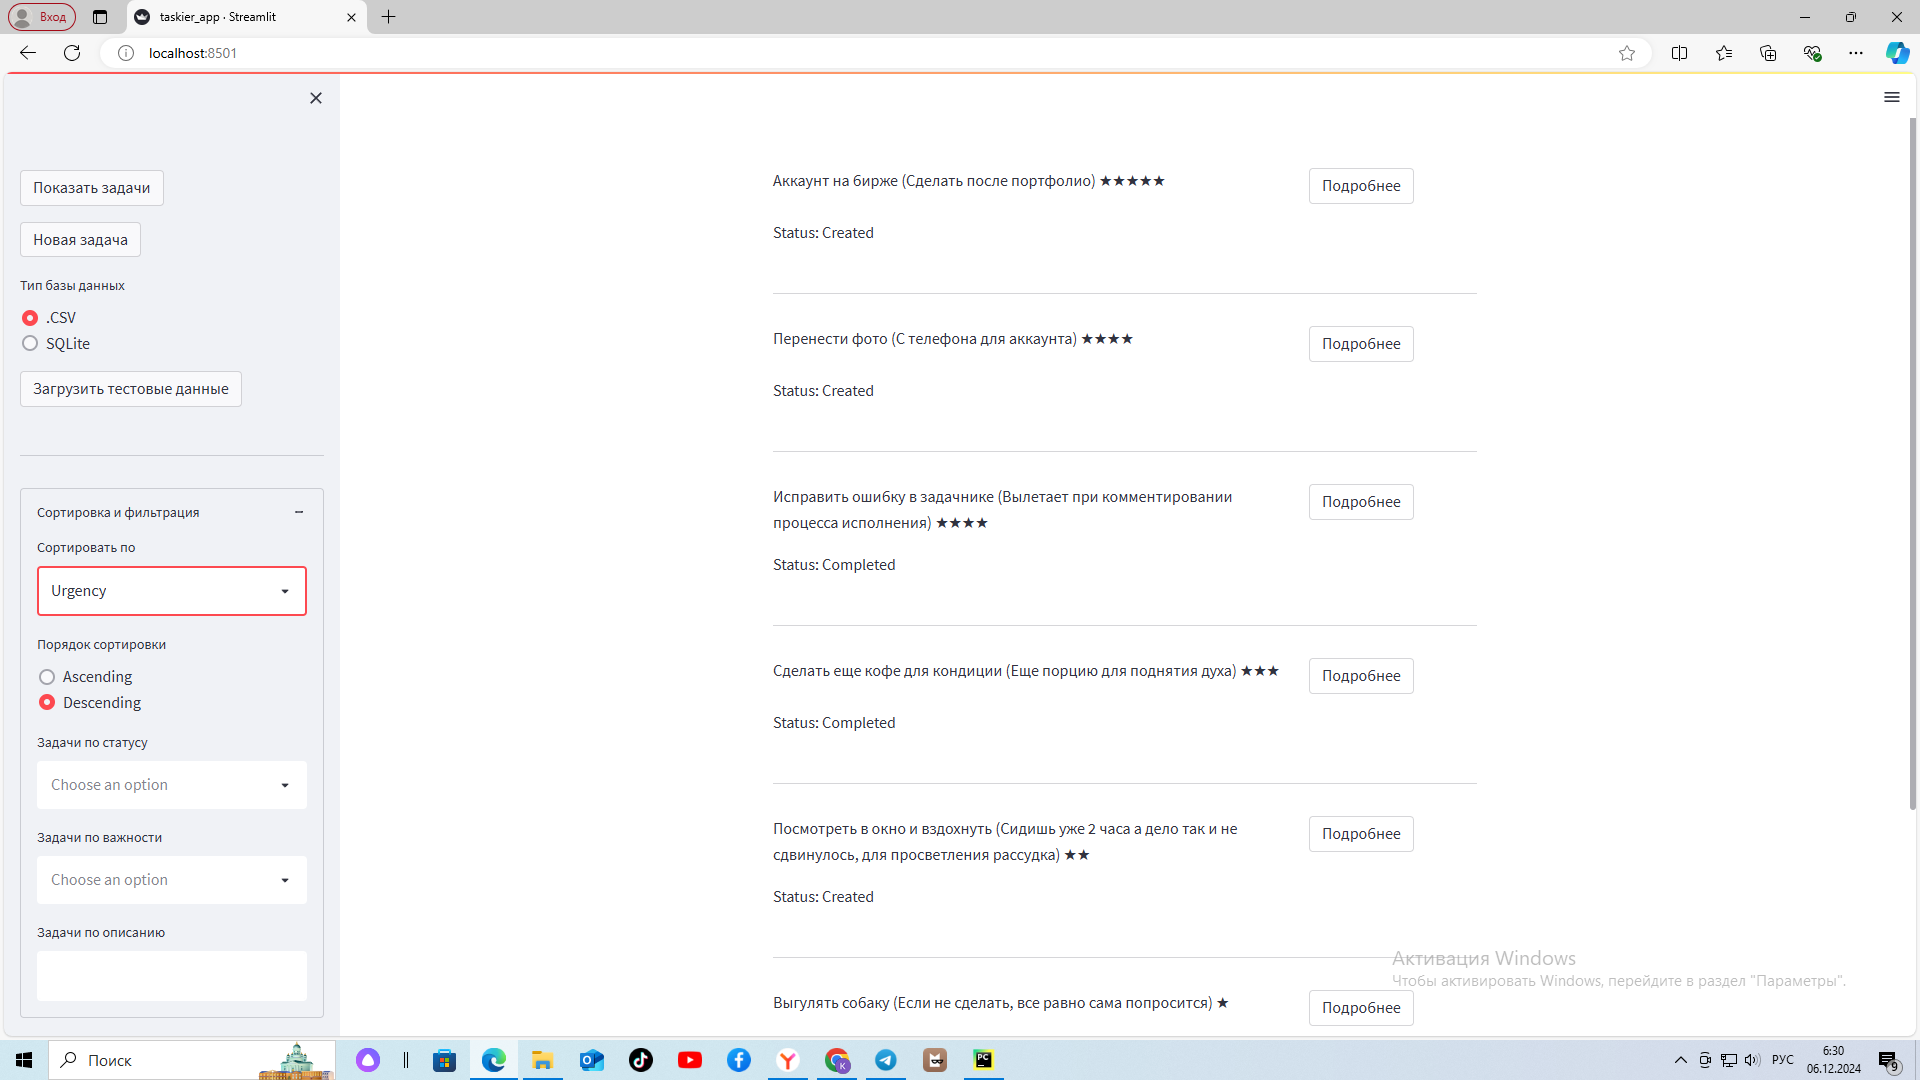 Вход
taskier_app · Streamlit
localhost:8501
Показать задачи
Новая задача
Тип базы данных
.CSV
SQLite
Загрузить тестовые данные
Сортировка и фильтрация
Сортировать по
Urgency
Порядок сортировки
Ascending
Descending
Задачи по статусу
Choose an option
Задачи по важности
Choose an option
Задачи по описанию
Аккаунт на бирже (Сделать после портфолио) ★★★★★
Подробнее
Status: Created
Перенести фото (С телефона для аккаунта) ★★★★
Подробнее
Status: Created
Исправить ошибку в задачнике (Вылетает при комментировании
процесса исполнения) ★★★★
Подробнее
Status: Completed
Сделать еще кофе для кондиции (Еще порцию для поднятия духа) ★★★
Подробнее
Status: Completed
Посмотреть в окно и вздохнуть (Сидишь уже 2 часа а дело так и не
сдвинулось, для просветления рассудка) ★★
Подробнее
Status: Created
Выгулять собаку (Если не сделать, все равно сама попросится) ★
Подробнее
Активация Windows
Чтобы активировать Windows, перейдите в раздел "Параметры".
Поиск
PC
K
РУС
6:30
06.12.2024
9